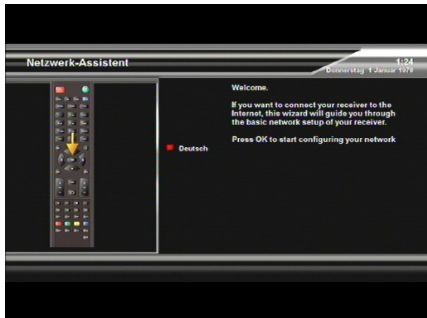 Netzwerk-Assistent
1:24
Donnerstag 1 Januar 1970
Welcome.
If you want to connect your receiver to the
Internet, this wizard will guide you through
the basic network setup of your receiver.
Press OK to start configuring your network
Deutsch